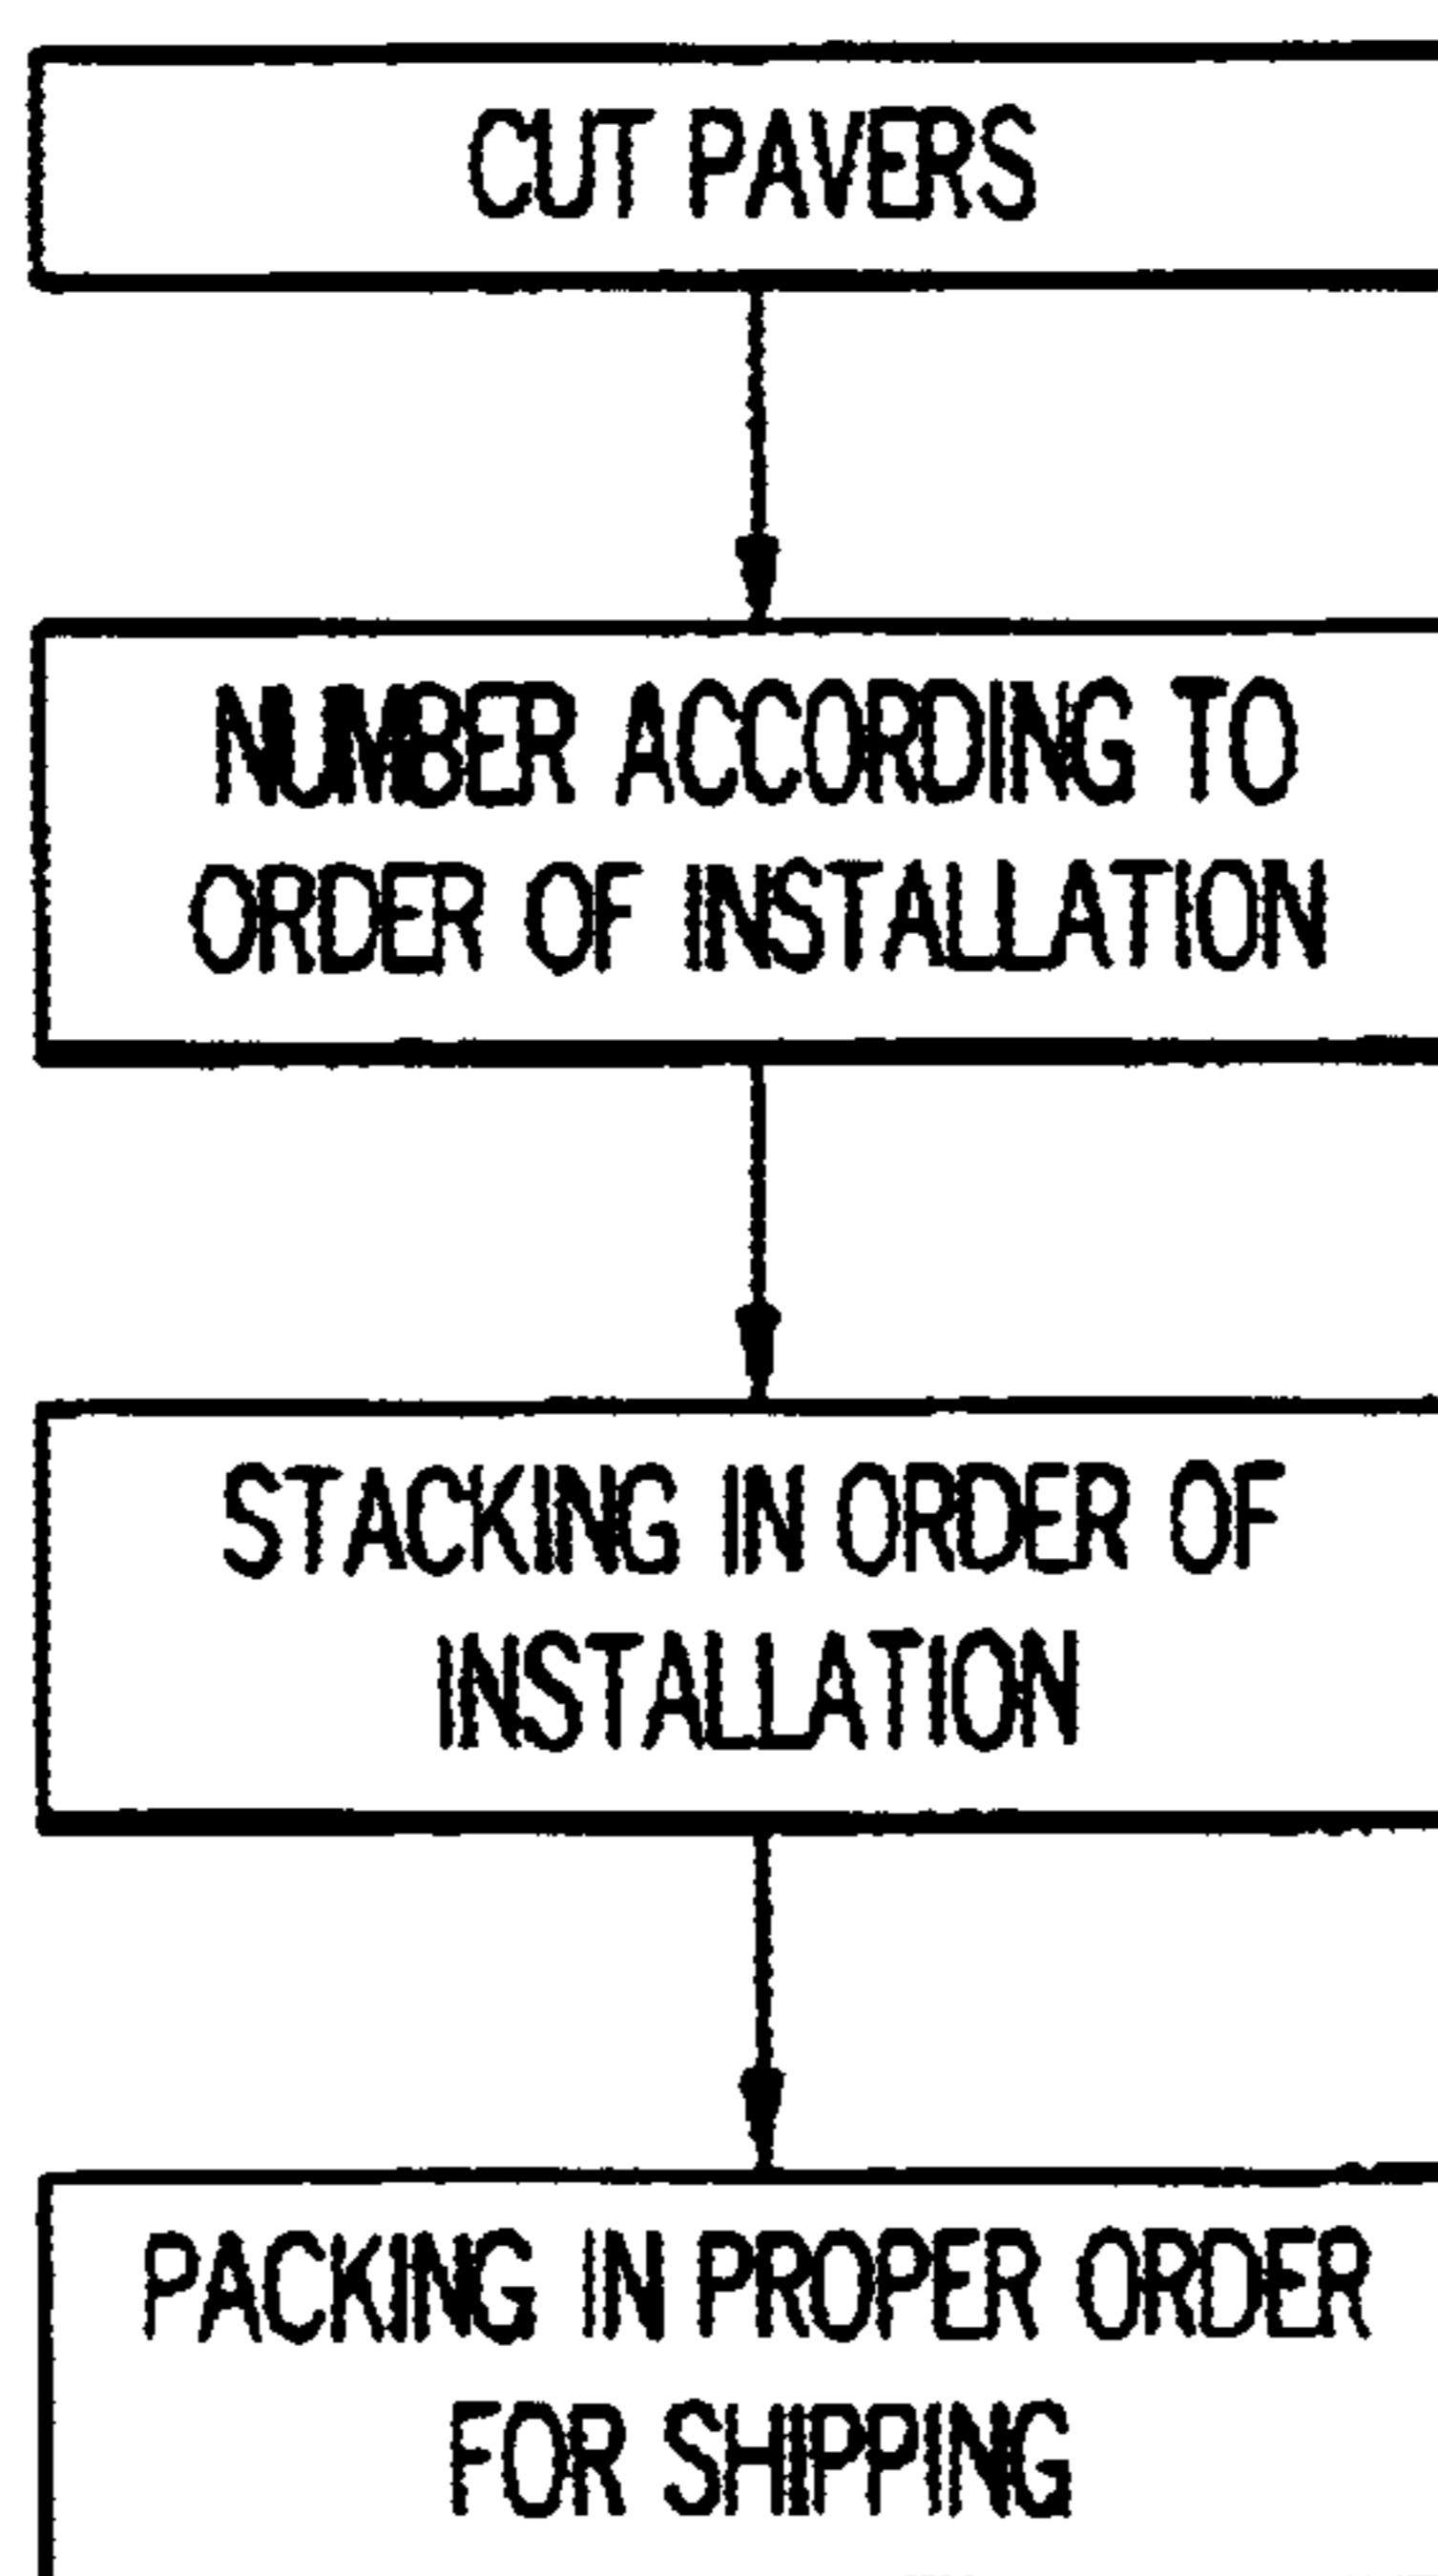 CUT PAVERS
NUMBER ACCORDING TO
ORDER OF INSTALLATION
STACKING IN ORDER OF
INSTALLATION
PACKING IN PROPER ORDER
FOR SHIPPING